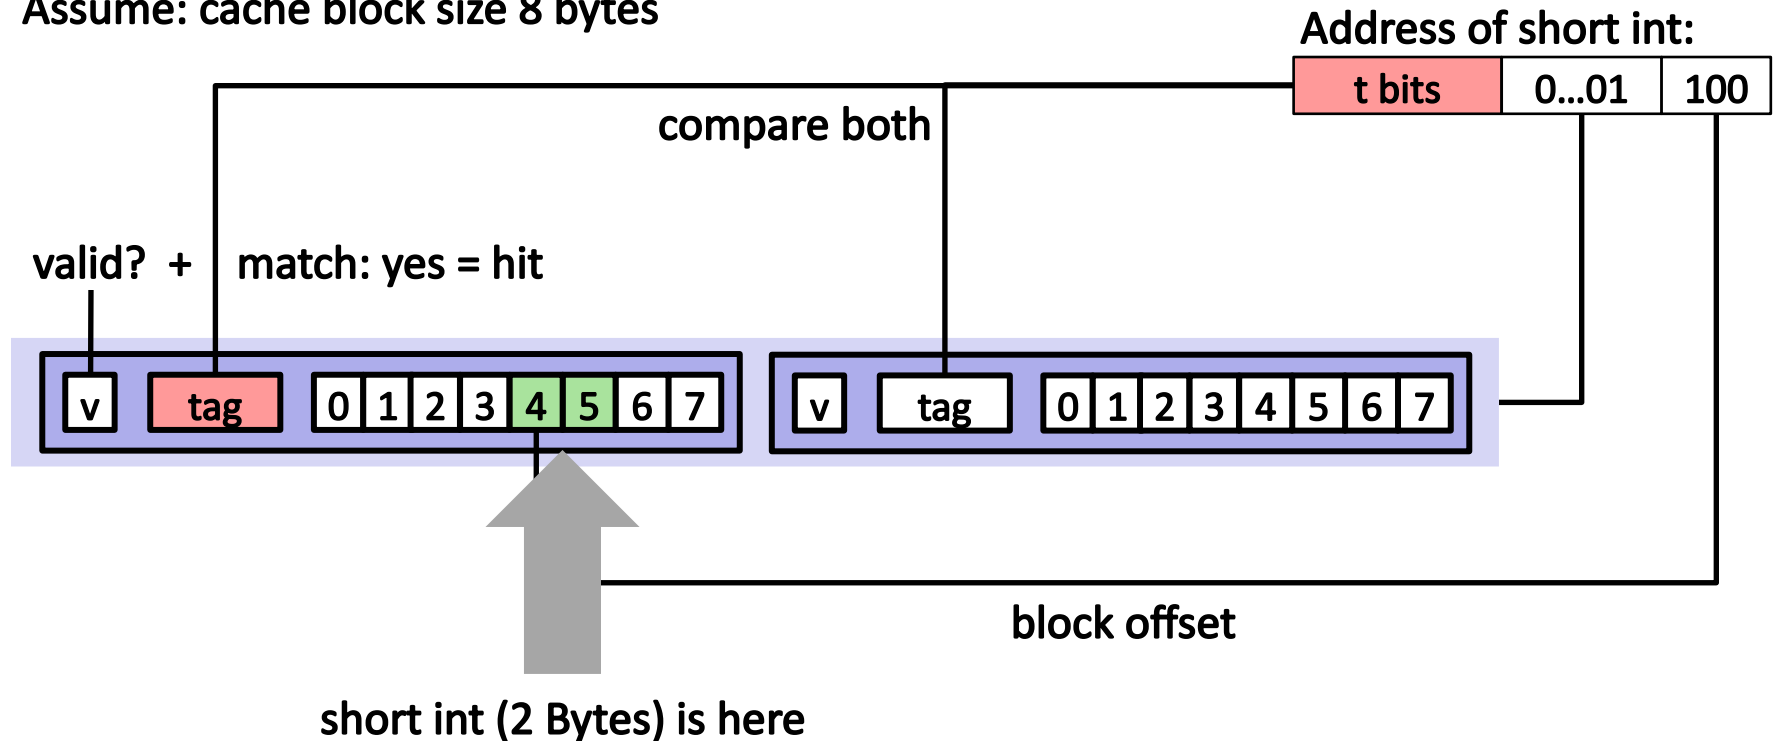 Assume: cache block size 8 bytes
Address of short int:
t bits 0...01 100
compare both
valid? + match: yes = hit
v tag 0 1 2 3 4 5 6 7 v tag 0 1 2 3 4 5 6 7
block offset
short int (2 Bytes) is here